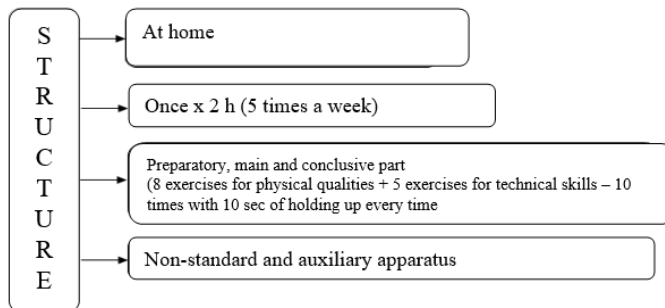 STRUCTURE
At home
Once x 2 h (5 times a week)
Preparatory, main and conclusive part
(8 exercises for physical qualities + 5 exercises for technical skills – 10
times with 10 sec of holding up every time
Non-standard and auxiliary apparatus